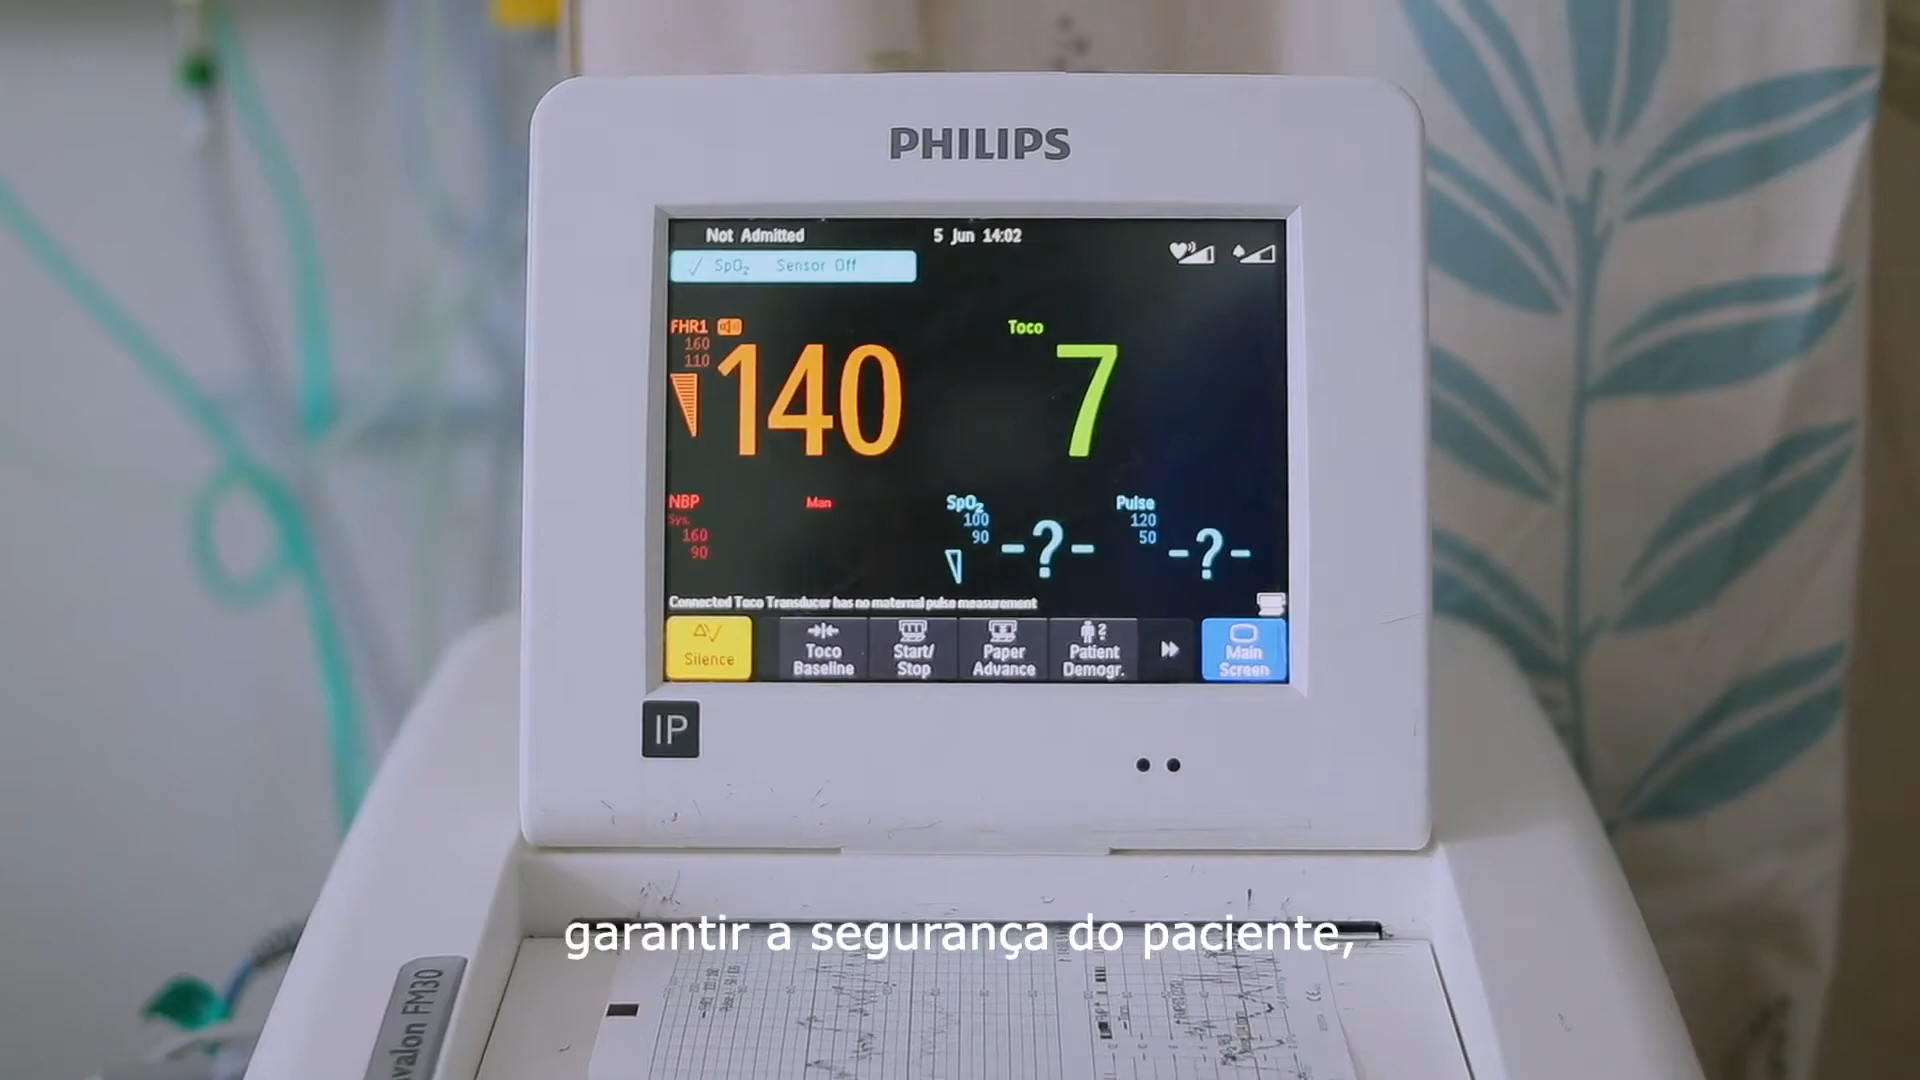 PHILIPS
Not Admitted
5 Jun 14:02
SpO₂ Sensor Off
FHR1
160
110
140
Toco
7
NBP
Man
Sys.
160
90
SpO₂
100
90
-?-
Pulse
120
50
-?-
Connected Toco Transducer has no maternal pulse measurement
Silence
Toco
Baseline
Start/
Stop
Paper
Advance
Patient
Demogr.
Main
Screen
IP
garantir a segurança do paciente,
valon FM30